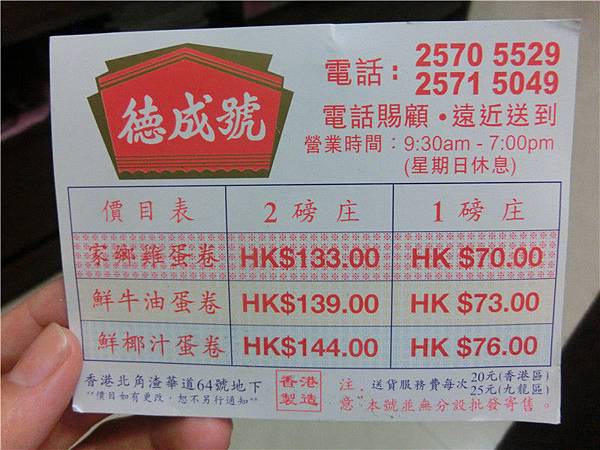 德成號
電話：2570 5529
2571 5049
電話賜顧・遠近送到
營業時間：9:30am - 7:00pm
(星期日休息)
價目表 2磅庄 1磅庄
家鄉雞蛋卷 HK$133.00 HK $70.00
鮮牛油蛋卷 HK$139.00 HK $73.00
鮮椰汁蛋卷 HK$144.00 HK $76.00
香港北角渣華道64號地下
**價目如有更改，恕不另行通知**
香港
製造
注 . 送貨服務費每次 20元(香港區)
25元(九龍區)
意 . 本號並無分設批發寄售。